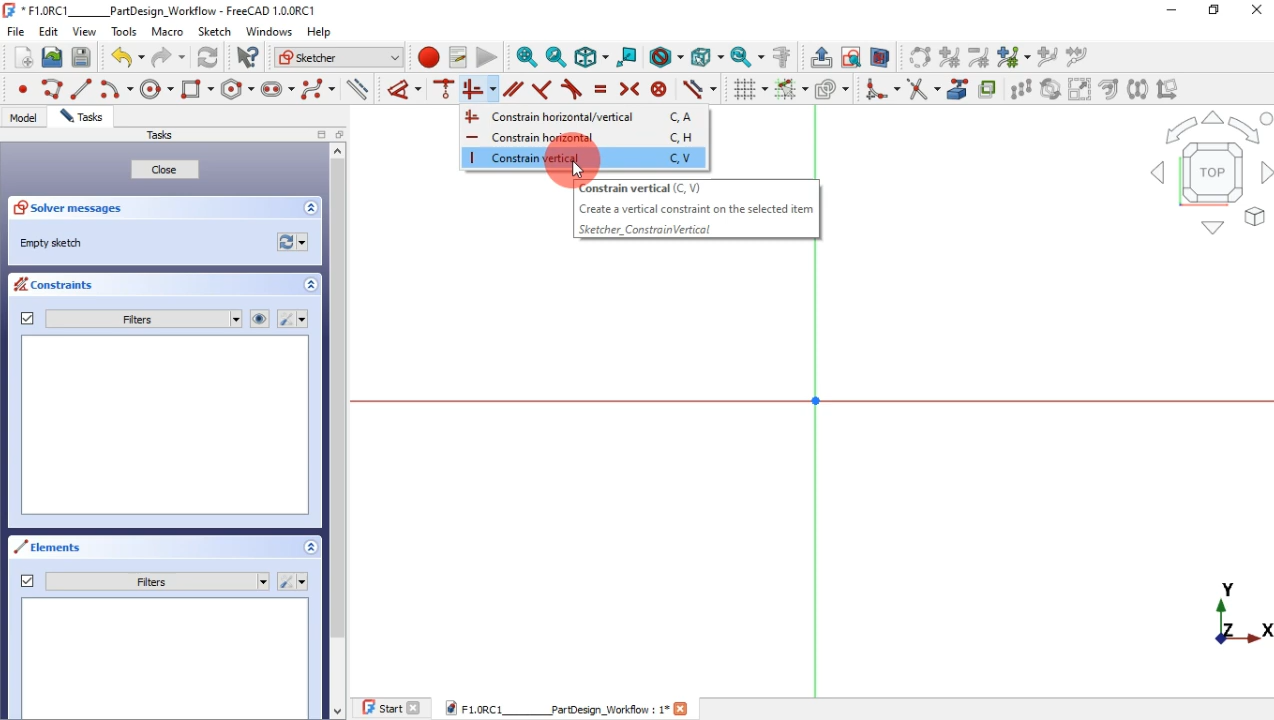 * F1.0RC1________PartDesign_Workflow - FreeCAD 1.0.0RC1
File Edit View Tools Macro Sketch Windows Help
Sketcher
Model Tasks
Tasks
Constrain horizontal/vertical C, A
Constrain horizontal C, H
Constrain vertical C, V
Constrain vertical (C, V)
Create a vertical constraint on the selected item
Sketcher_ConstrainVertical
TOP
Close
Solver messages
Empty sketch
Constraints
Filters
Elements
Filters
Y
Z X
Start
F1.0RC1________PartDesign_Workflow : 1*